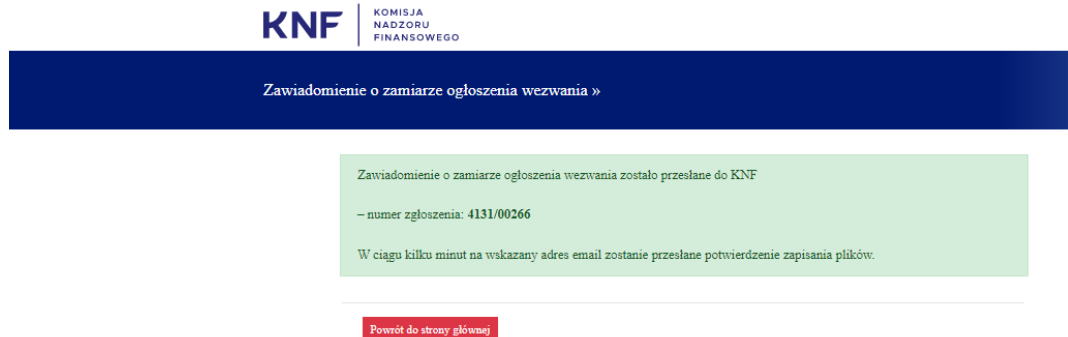 KNF
KOMISJA
NADZORU
FINANSOWEGO
Zawiadomienie o zamiarze ogłoszenia wezwania »
Zawiadomienie o zamiarze ogłoszenia wezwania zostało przesłane do KNF
– numer zgłoszenia: 4131/00266
W ciągu kilku minut na wskazany adres email zostanie przesłane potwierdzenie zapisania plików.
Powrót do strony głównej